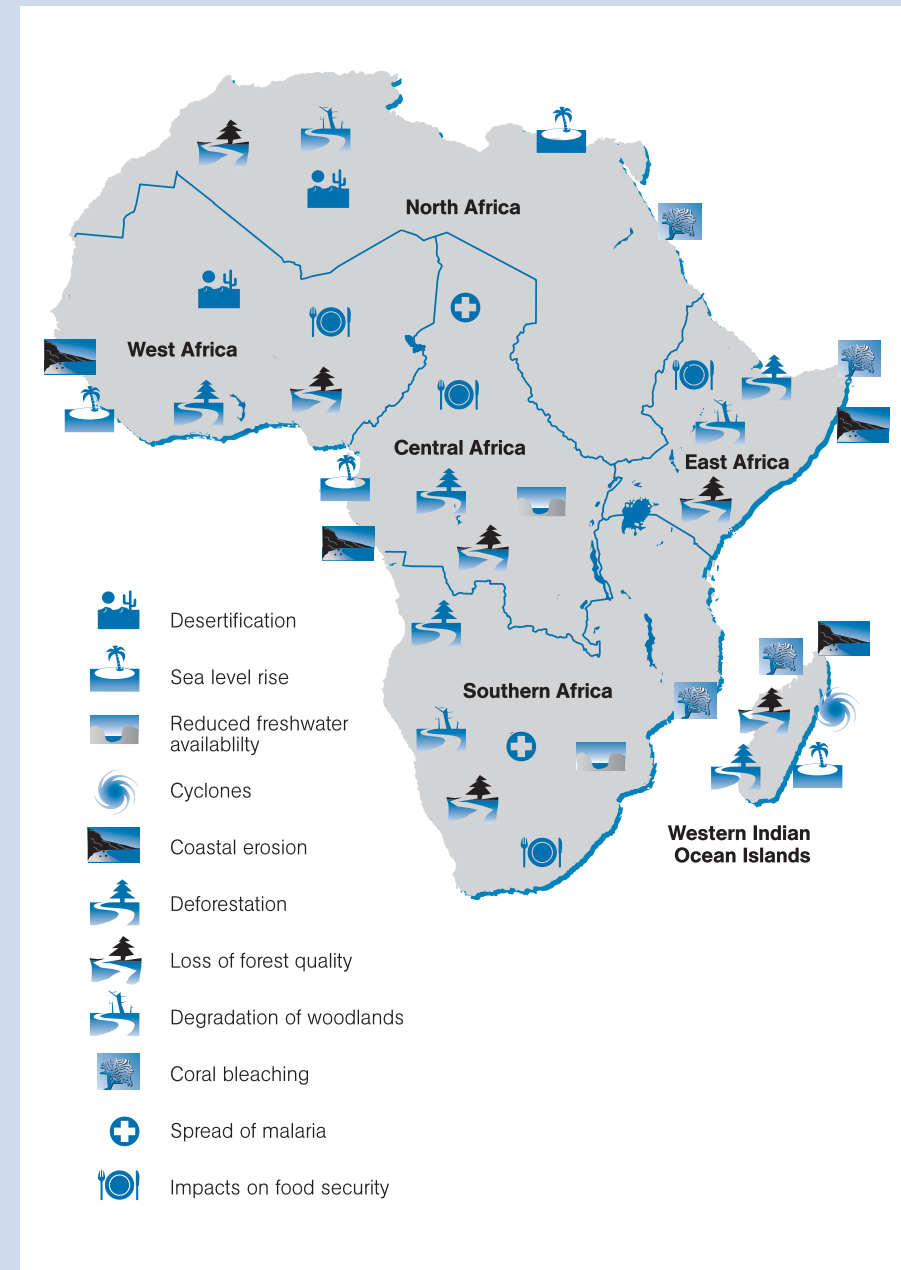 North Africa
West Africa
Central Africa
East Africa
Southern Africa
Western Indian
Ocean Islands
Desertification
Sea level rise
Reduced freshwater
availablilty
Cyclones
Coastal erosion
Deforestation
Loss of forest quality
Degradation of woodlands
Coral bleaching
Spread of malaria
Impacts on food security